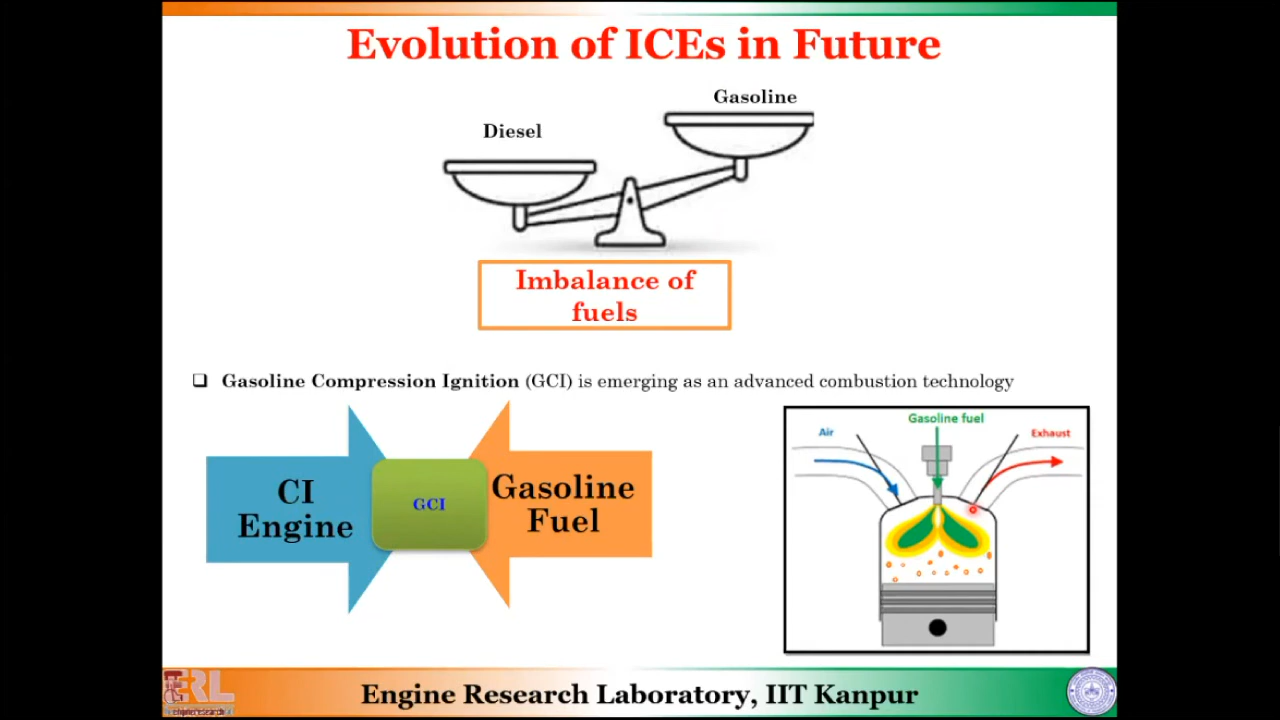 Evolution of ICEs in Future
Gasoline
Diesel
Imbalance of
fuels
❑ Gasoline Compression Ignition (GCI) is emerging as an advanced combustion technology
CI
Engine
GCI
Gasoline
Fuel
Gasoline fuel
Air
Exhaust
ERL
Engine Research Laboratory, IIT Kanpur